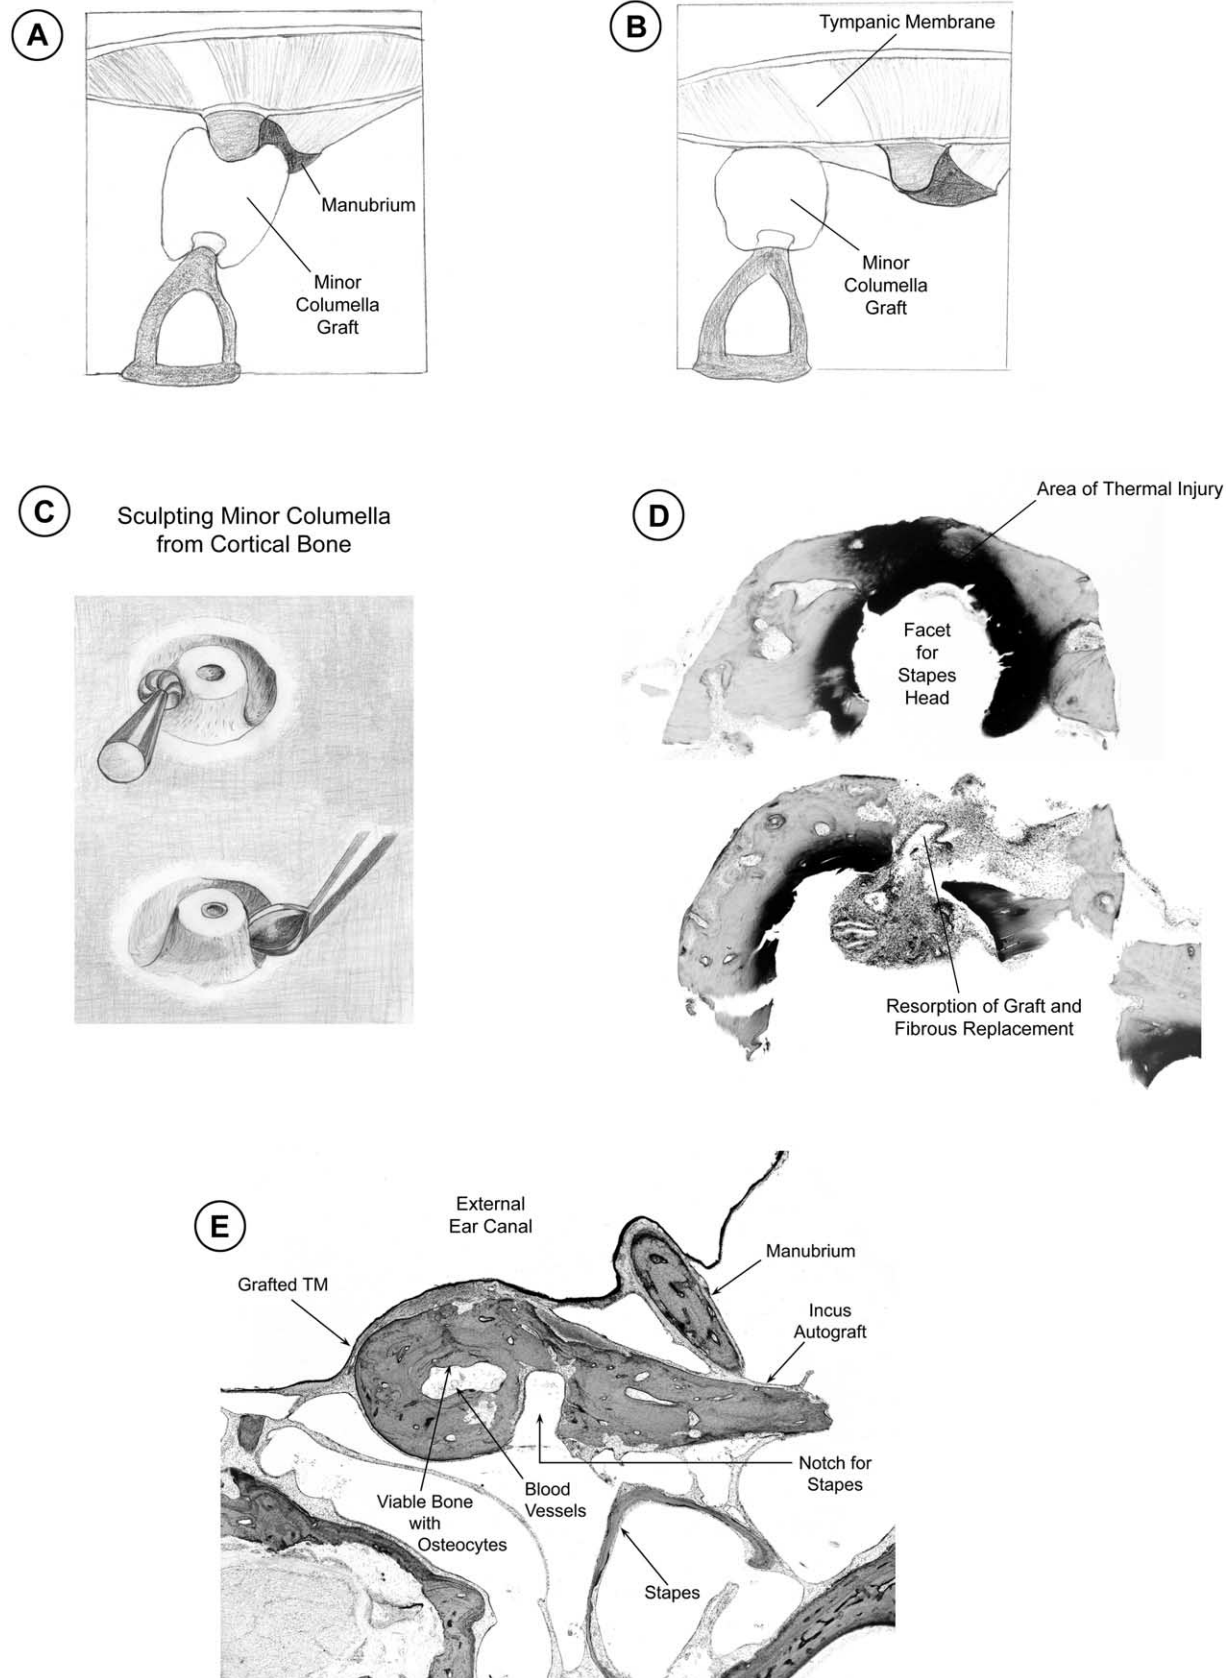 A
Manubrium
Minor
Columella
Graft
B
Tympanic Membrane
Minor
Columella
Graft
C
Sculpting Minor Columella
from Cortical Bone
D
Area of Thermal Injury
Facet
for
Stapes
Head
Resorption of Graft and
Fibrous Replacement
E
External
Ear Canal
Grafted TM
Manubrium
Incus
Autograft
Notch for
Stapes
Blood
Vessels
Viable Bone
with
Osteocytes
Stapes